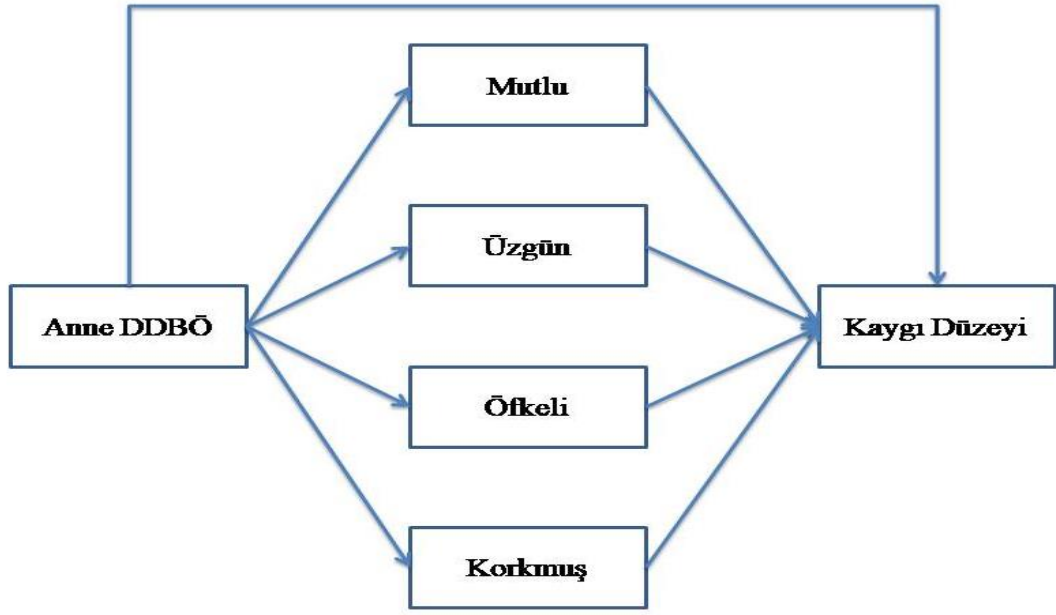 Mutlu
Üzgün
Anne DDBÖ
Kaygı Düzeyi
Öfkeli
Korkmuş